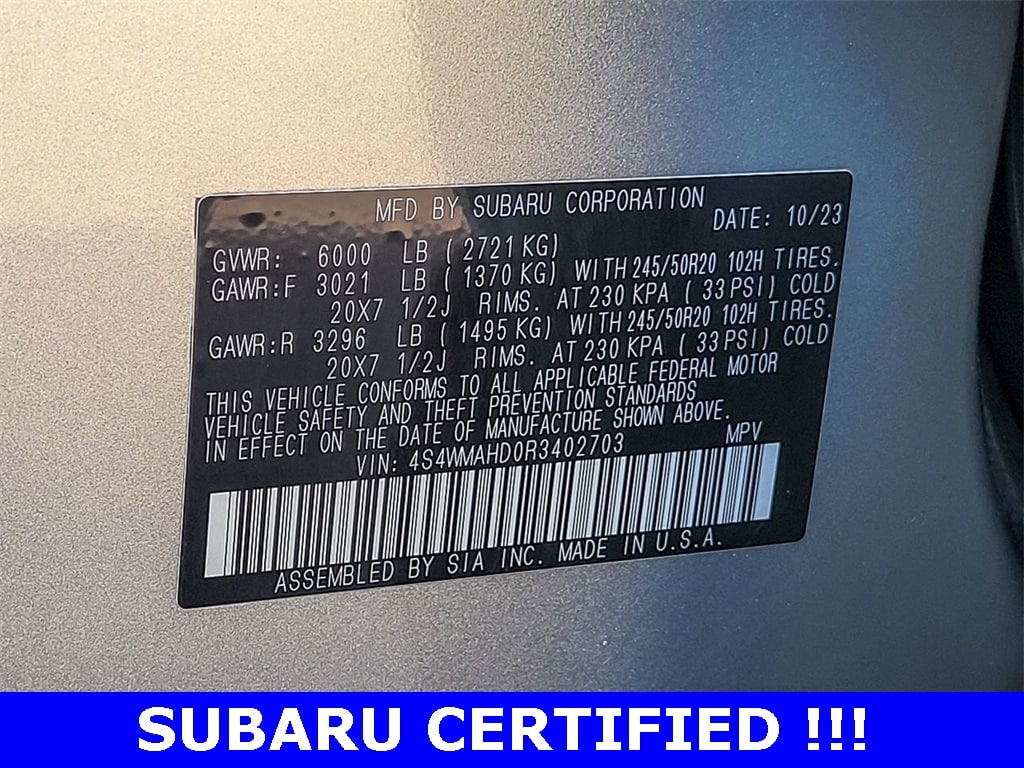 MFD BY SUBARU CORPORATION DATE: 10/23
GVWR: 6000 LB ( 2721 KG)
GAWR:F 3021 LB ( 1370 KG) WITH 245/50R20 102H TIRES.
20X7 1/2J RIMS. AT 230 KPA ( 33 PSI) COLD
GAWR:R 3296 LB ( 1495 KG) WITH 245/50R20 102H TIRES.
20X7 1/2J RIMS. AT 230 KPA ( 33 PSI) COLD
THIS VEHICLE CONFORMS TO ALL APPLICABLE FEDERAL MOTOR
VEHICLE SAFETY AND THEFT PREVENTION STANDARDS
IN EFFECT ON THE DATE OF MANUFACTURE SHOWN ABOVE.
VIN: 4S4WMAHD0R3402703 MPV
ASSEMBLED BY SIA INC. MADE IN U.S.A.
SUBARU CERTIFIED !!!